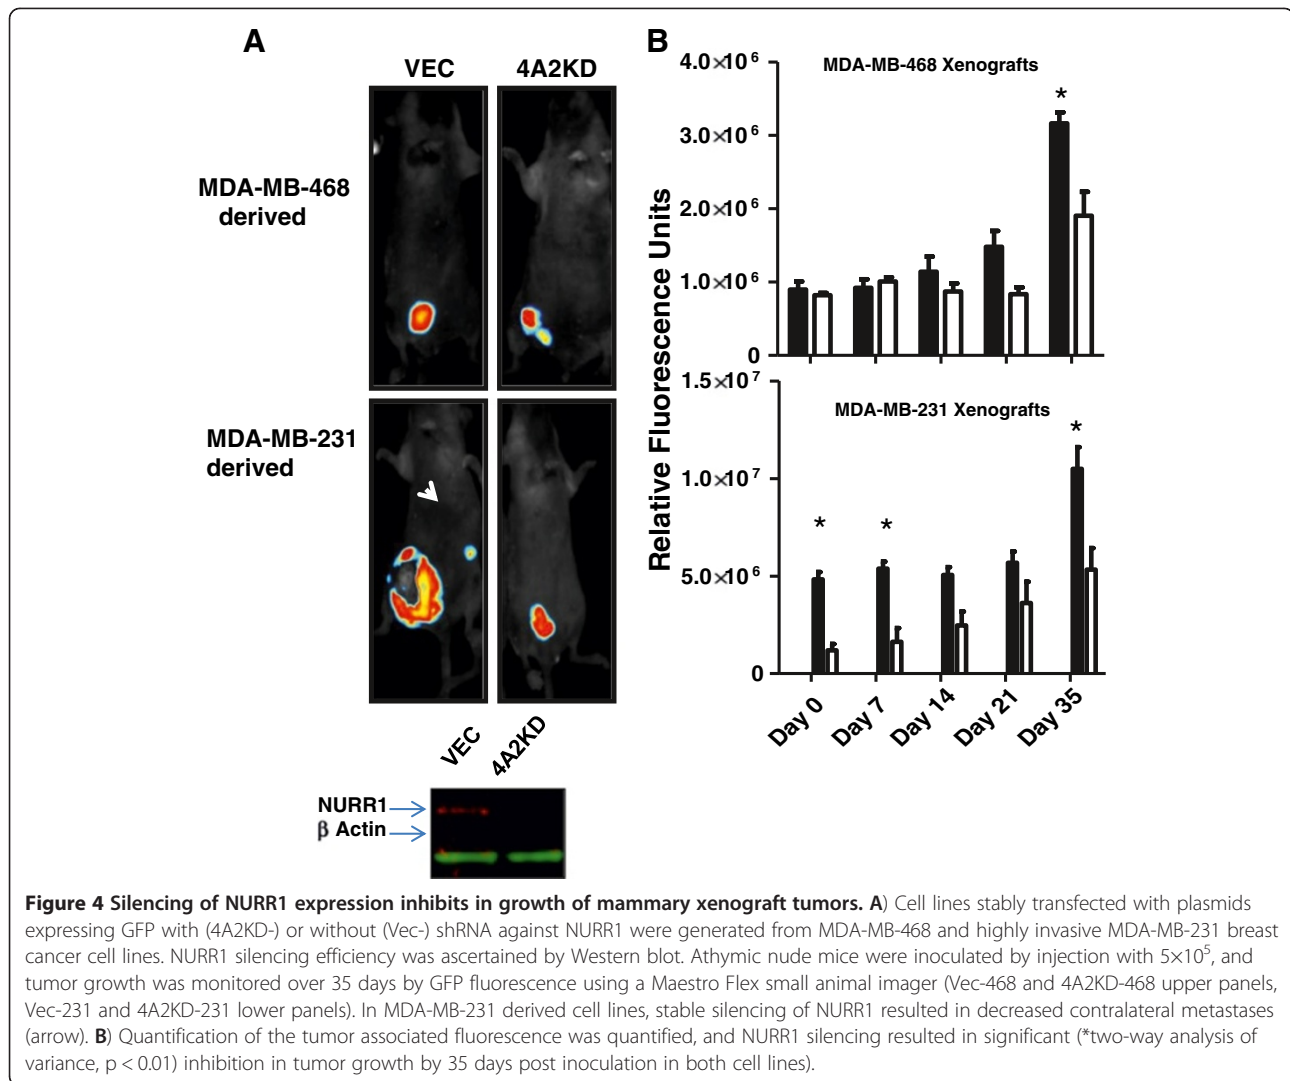 A
VEC
4A2KD
MDA-MB-468
derived
MDA-MB-231
derived
VEC
4A2KD
NURR1
β Actin
B
Relative Fluorescence Units
MDA-MB-468 Xenografts
4.0×10⁶
3.0×10⁶
2.0×10⁶
1.0×10⁶
0
*
MDA-MB-231 Xenografts
1.5×10⁷
1.0×10⁷
5.0×10⁶
0
*
*
*
Day 0
Day 7
Day 14
Day 21
Day 35
Figure 4 Silencing of NURR1 expression inhibits in growth of mammary xenograft tumors. A) Cell lines stably transfected with plasmids
expressing GFP with (4A2KD-) or without (Vec-) shRNA against NURR1 were generated from MDA-MB-468 and highly invasive MDA-MB-231 breast
cancer cell lines. NURR1 silencing efficiency was ascertained by Western blot. Athymic nude mice were inoculated by injection with 5×10⁵, and
tumor growth was monitored over 35 days by GFP fluorescence using a Maestro Flex small animal imager (Vec-468 and 4A2KD-468 upper panels,
Vec-231 and 4A2KD-231 lower panels). In MDA-MB-231 derived cell lines, stable silencing of NURR1 resulted in decreased contralateral metastases
(arrow). B) Quantification of the tumor associated fluorescence was quantified, and NURR1 silencing resulted in significant (*two-way analysis of
variance, p < 0.01) inhibition in tumor growth by 35 days post inoculation in both cell lines).